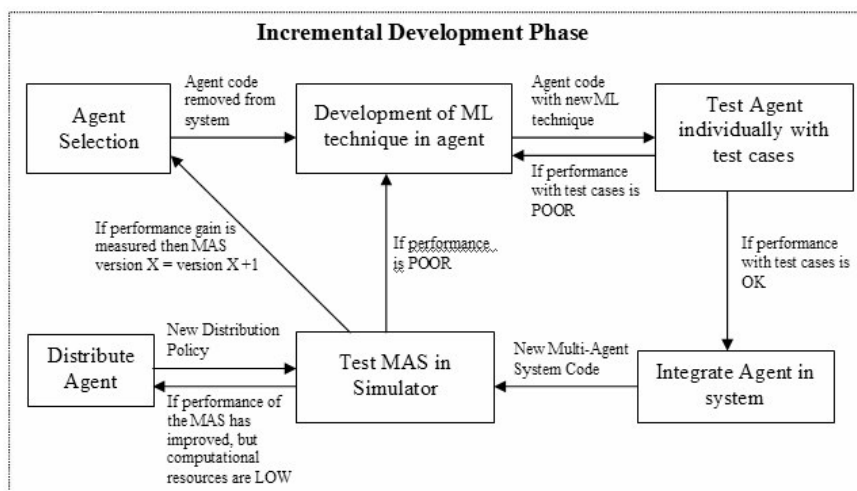 Incremental Development Phase
Agent
Selection
Agent code
removed from
system
Development of ML
technique in agent
Agent code
with new ML
technique
Test Agent
individually with
test cases
If performance
with test cases is
POOR
If performance gain is
measured then MAS
version X = version X +1
If performance
is POOR
If performance
with test cases is
OK
Distribute
Agent
New Distribution
Policy
Test MAS in
Simulator
New Multi-Agent
System Code
Integrate Agent in
system
If performance of
the MAS has
improved, but
computational
resources are LOW